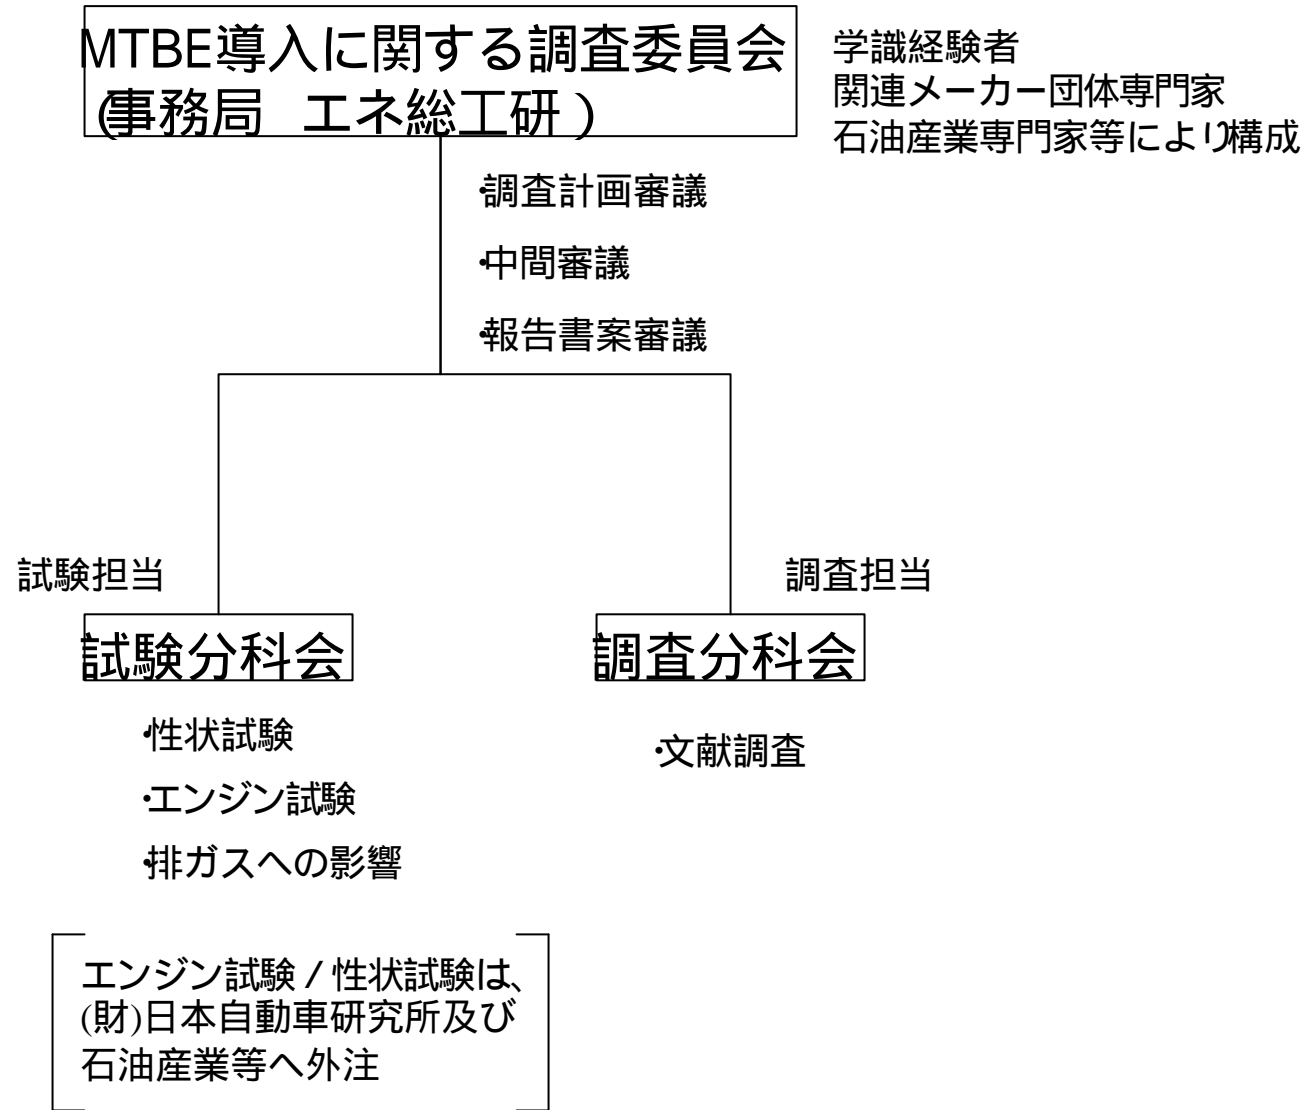 MTBE導入に関する調査委員会
(事務局 エネ総工研)
学識経験者
関連メーカー団体専門家
石油産業専門家等により構成
・調査計画審議
・中間審議
・報告書案審議
試験担当
調査担当
試験分科会
調査分科会
・性状試験
・エンジン試験
・排ガスへの影響
・文献調査
エンジン試験/性状試験は、
(財)日本自動車研究所及び
石油産業等へ外注